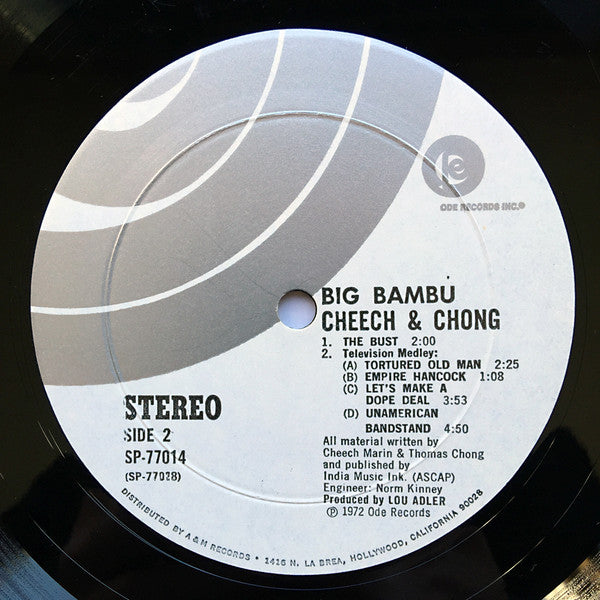 ODE RECORDS INC.®
BIG BAMBU
CHEECH & CHONG
1. THE BUST 2:00
2. Television Medley:
(A) TORTURED OLD MAN 2:25
(B) EMPIRE HANCOCK 1:08
(C) LET'S MAKE A
DOPE DEAL 3:53
(D) UNAMERICAN
BANDSTAND 4:50
All material written by
Cheech Marin & Thomas Chong
and published by
India Music Ink. (ASCAP)
Engineer: Norm Kinney
Produced by LOU ADLER
℗ 1972 Ode Records
STEREO
SIDE 2
SP-77014
(SP-77028)
DISTRIBUTED BY A & M RECORDS • 1416 N. LA BREA, HOLLYWOOD, CALIFORNIA 90028